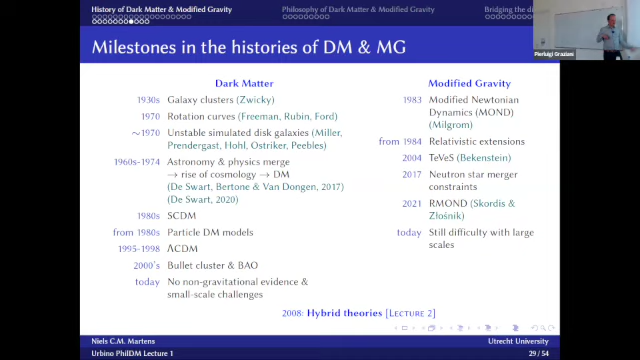 History of Dark Matter & Modified Gravity
Philosophy of Dark Matter & Modified Gravity
Bridging the di
Milestones in the histories of DM & MG
Pierluigi Graziani
Dark Matter
1930s Galaxy clusters (Zwicky)
1970 Rotation curves (Freeman, Rubin, Ford)
~1970 Unstable simulated disk galaxies (Miller,
Prendergast, Hohl, Ostriker, Peebles)
1960s-1974 Astronomy & physics merge
→ rise of cosmology → DM
(De Swart, Bertone & Van Dongen, 2017)
(De Swart, 2020)
1980s SCDM
from 1980s Particle DM models
1995-1998 ΛCDM
2000's Bullet cluster & BAO
today No non-gravitational evidence &
small-scale challenges
Modified Gravity
1983 Modified Newtonian
Dynamics (MOND)
(Milgrom)
from 1984 Relativistic extensions
2004 TeVeS (Bekenstein)
2017 Neutron star merger
constraints
2021 RMOND (Skordis &
Złośnik)
today Still difficulty with large
scales
2008: Hybrid theories [Lecture 2]
Niels C.M. Martens
Utrecht University
Urbino PhilDM Lecture 1
29 / 54